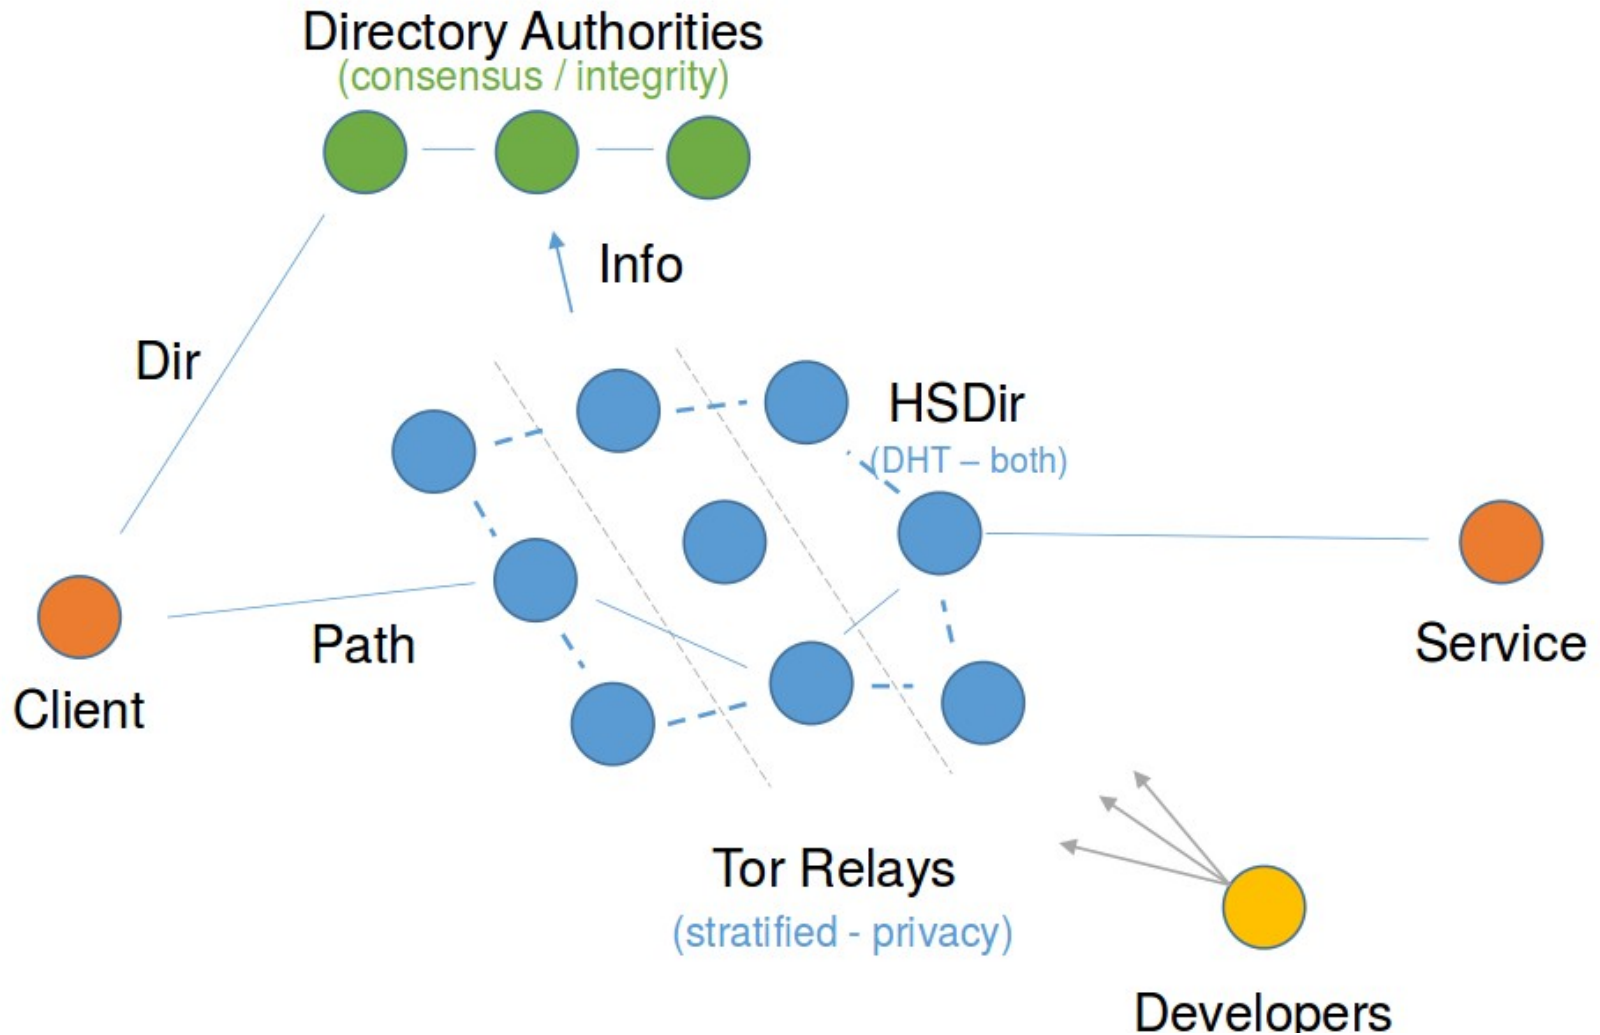 Directory Authorities
(consensus / integrity)
Info
Dir
HSDir
(DHT – both)
Path
Service
Client
Tor Relays
(stratified - privacy)
Developers